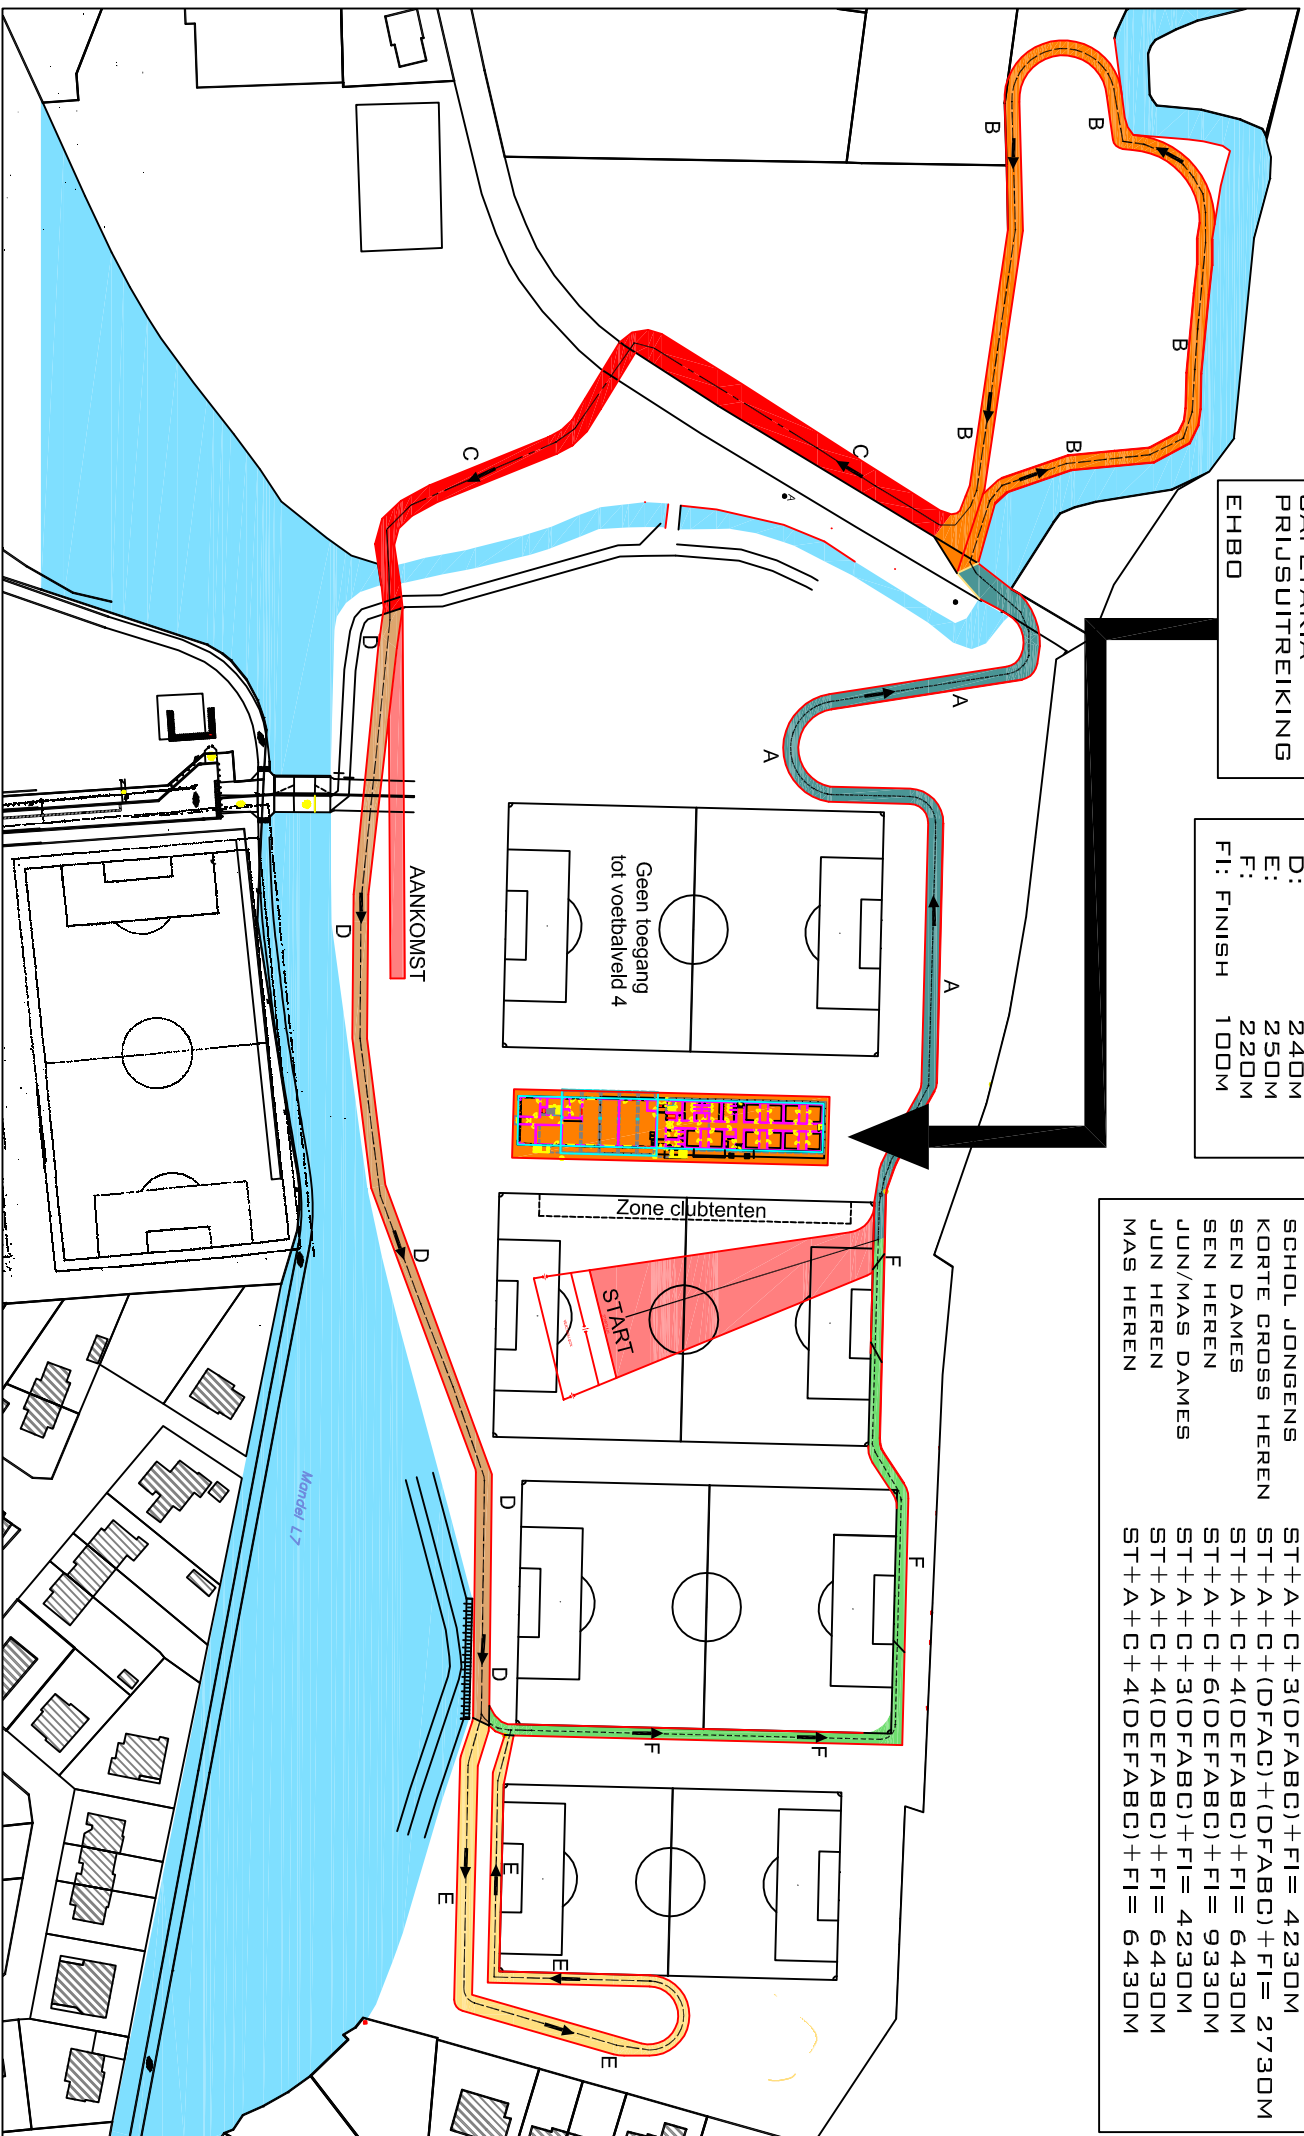 PRIJSUITREIKING
EHBO
D: 240M
E: 250M
F: 220M
FI: FINISH 100M
SCHOL JONGENS ST+A+C+3(DFABC)+FI= 4230M
KORTE CROSS HEREN ST+A+C+(DFAC)+(DFABC)+FI= 2730M
SEN DAMES ST+A+C+4(DEFABC)+FI= 6430M
SEN HEREN ST+A+C+6(DEFABC)+FI= 9330M
JUN/MAS DAMES ST+A+C+3(DFABC)+FI= 4230M
JUN HEREN ST+A+C+4(DEFABC)+FI= 6430M
MAS HEREN ST+A+C+4(DEFABC)+FI= 6430M
B
B
B
B
B
C
C
A
A
A
A
A
D
D
D
D
D
F
F
F
F
E
E
E
E
Geen toegang
tot voetbalveld 4
AANKOMST
Zone clubtenten
START
Mandel L7